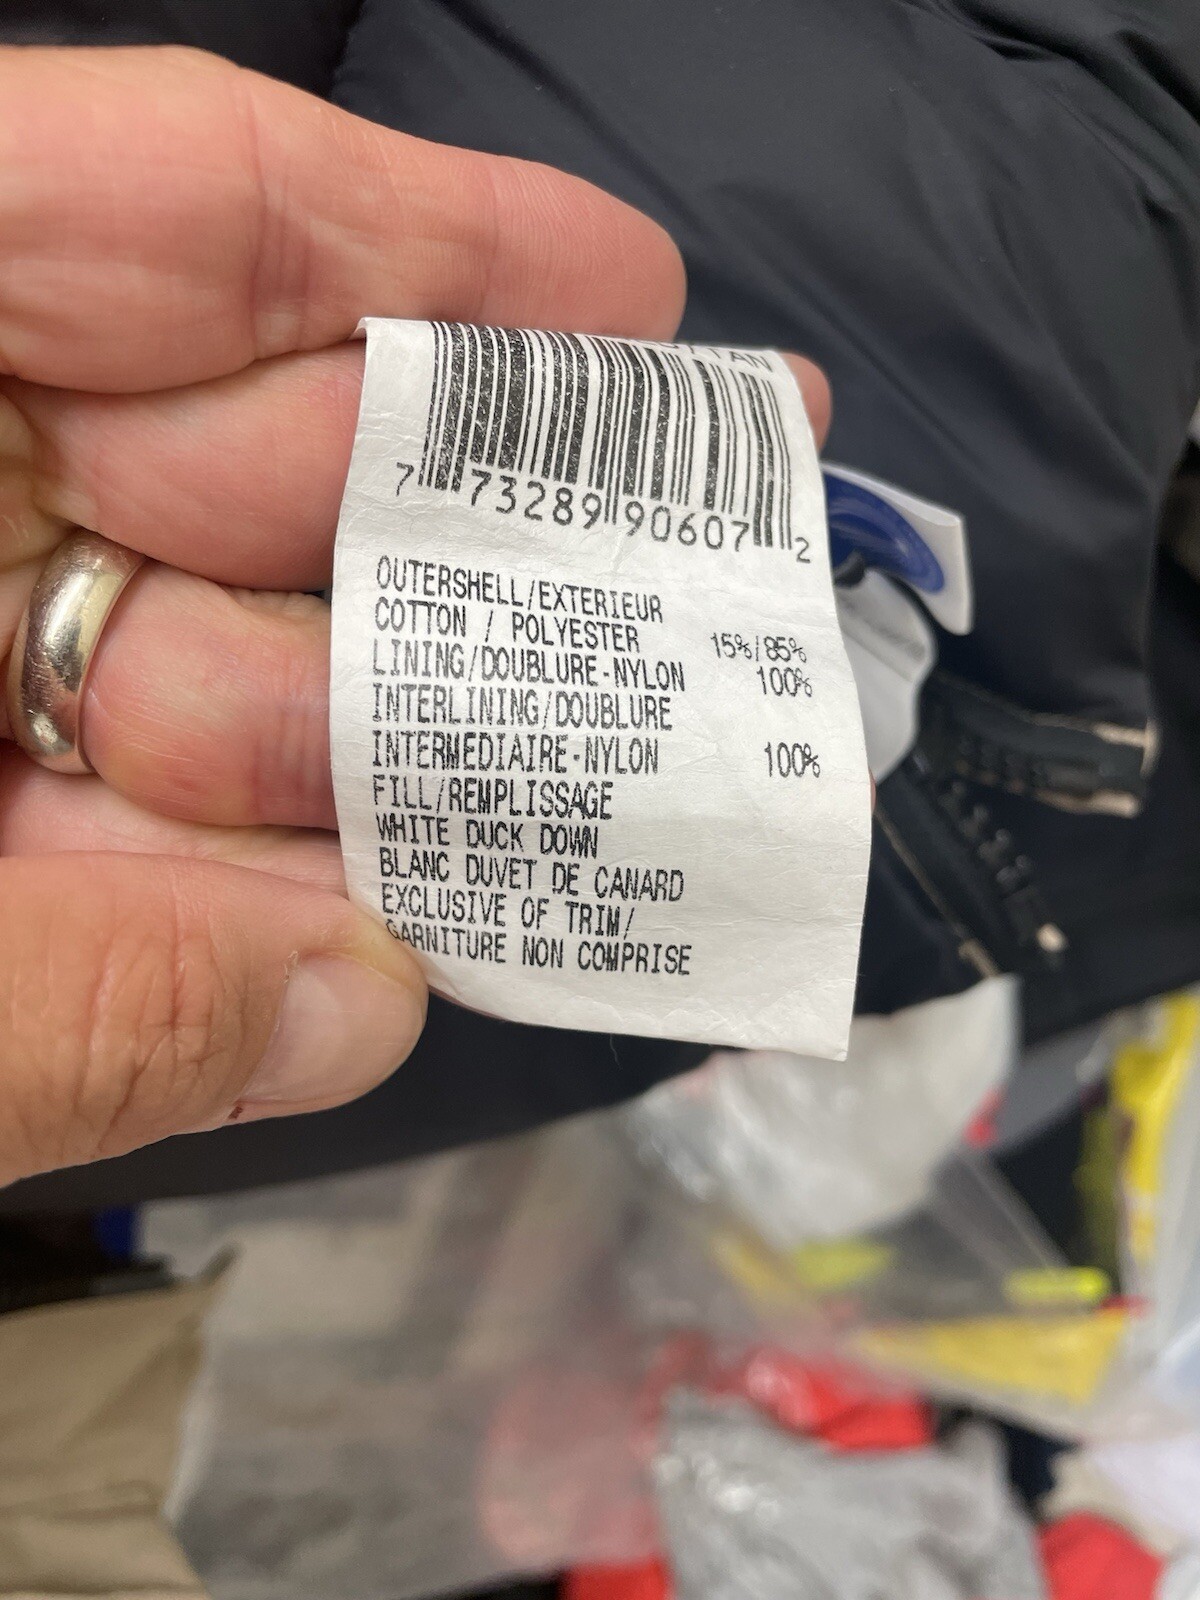 7 73289 90607 2
OUTERSHELL/EXTERIEUR
COTTON / POLYESTER 15%/85%
LINING/DOUBLURE-NYLON 100%
INTERLINING/DOUBLURE
INTERMEDIAIRE-NYLON 100%
FILL/REMPLISSAGE
WHITE DUCK DOWN
BLANC DUVET DE CANARD
EXCLUSIVE OF TRIM/
GARNITURE NON COMPRISE